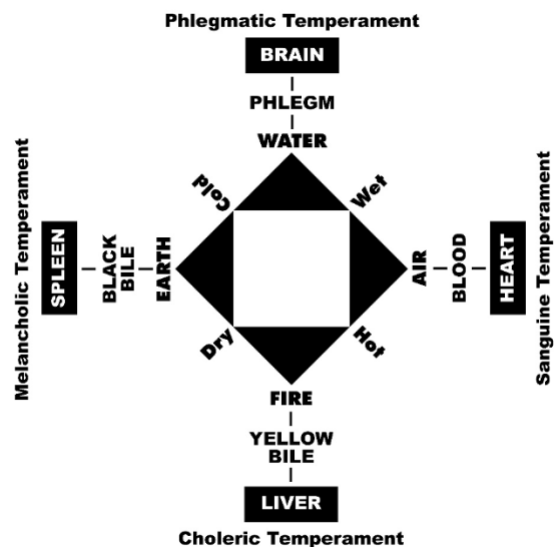 Phlegmatic Temperament
BRAIN
PHLEGM
WATER
Cold
Wet
Melancholic Temperament
SPLEEN
BLACK
BILE
EARTH
AIR
BLOOD
HEART
Sanguine Temperament
Dry
Hot
FIRE
YELLOW
BILE
LIVER
Choleric Temperament